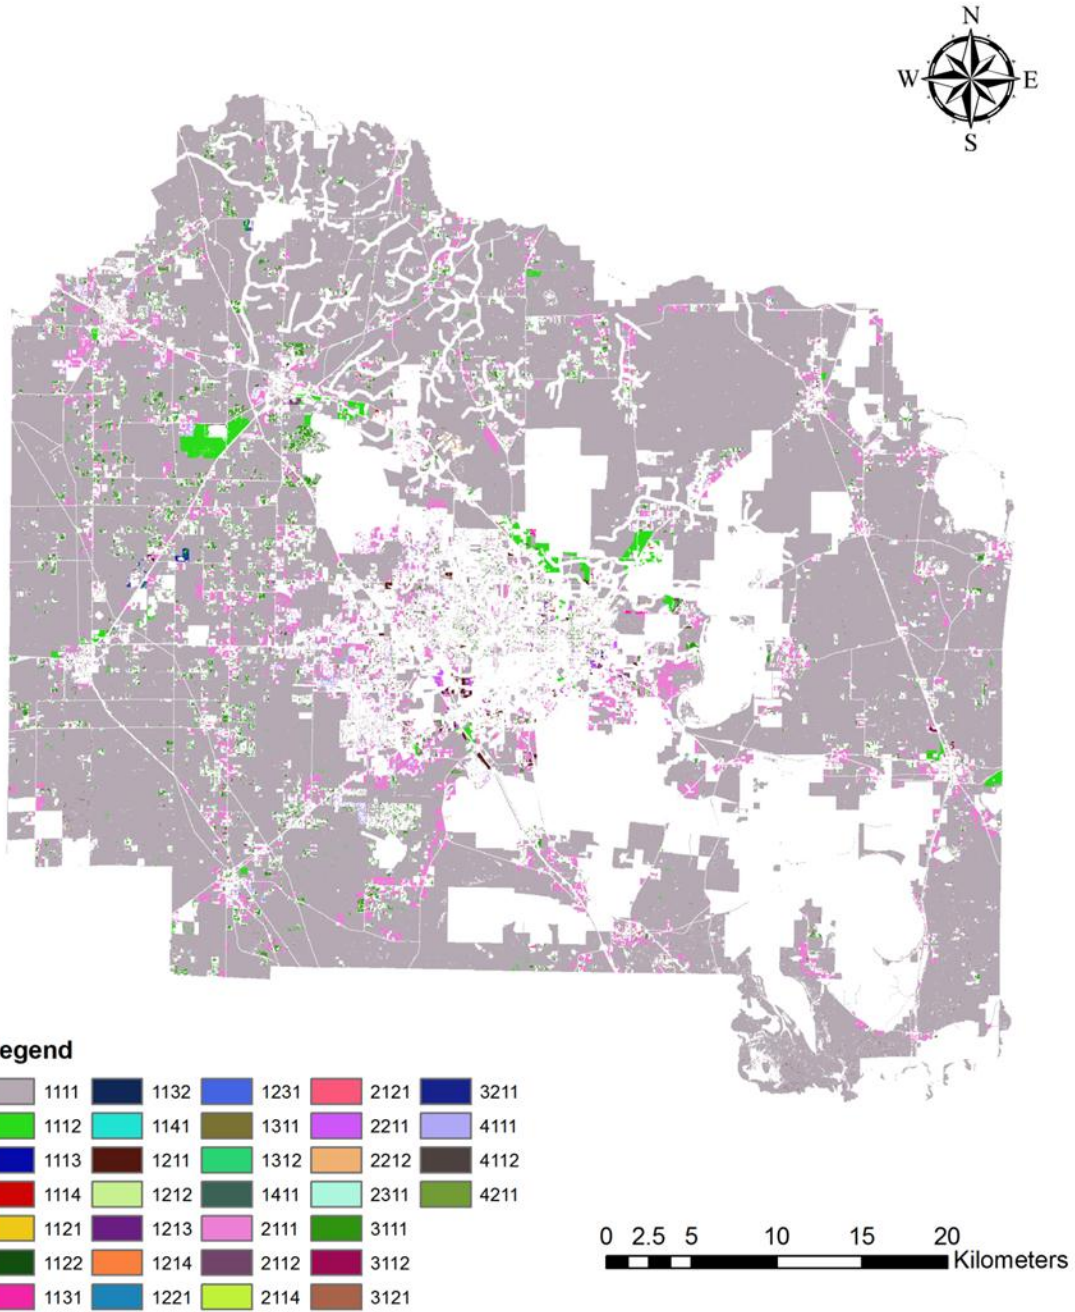 N
W E
S
egend
1111 1132 1231 2121 3211
1112 1141 1311 2211 4111
1113 1211 1312 2212 4112
1114 1212 1411 2311 4211
1121 1213 2111 3111
1122 1214 2112 3112
1131 1221 2114 3121
0 2.5 5 10 15 20
Kilometers